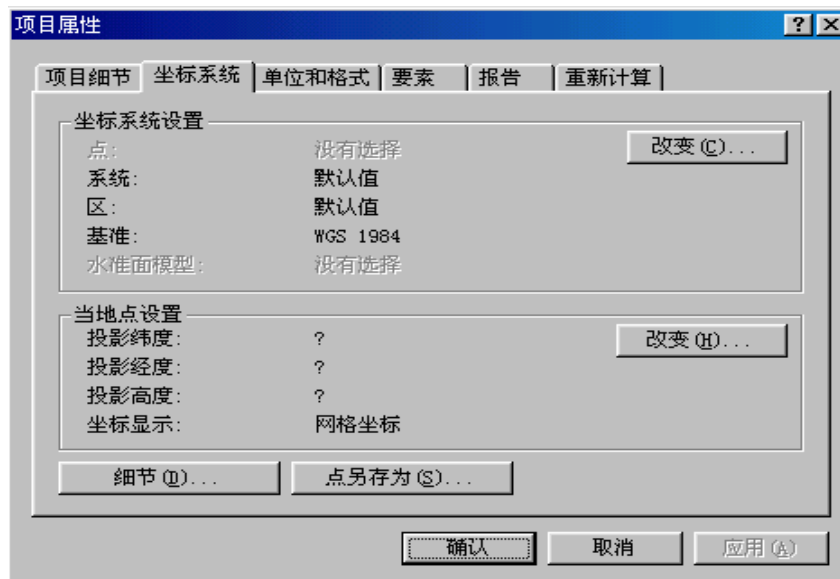 项目属性
项目细节 坐标系统 单位和格式 要素 报告 重新计算
坐标系统设置
点: 没有选择 改变(C)...
系统: 默认值
区: 默认值
基准: WGS 1984
水准面模型: 没有选择
当地点设置
投影纬度: ? 改变(H)...
投影经度: ?
投影高度: ?
坐标显示: 网格坐标
细节(D)... 点另存为(S)...
确认 取消 应用(A)